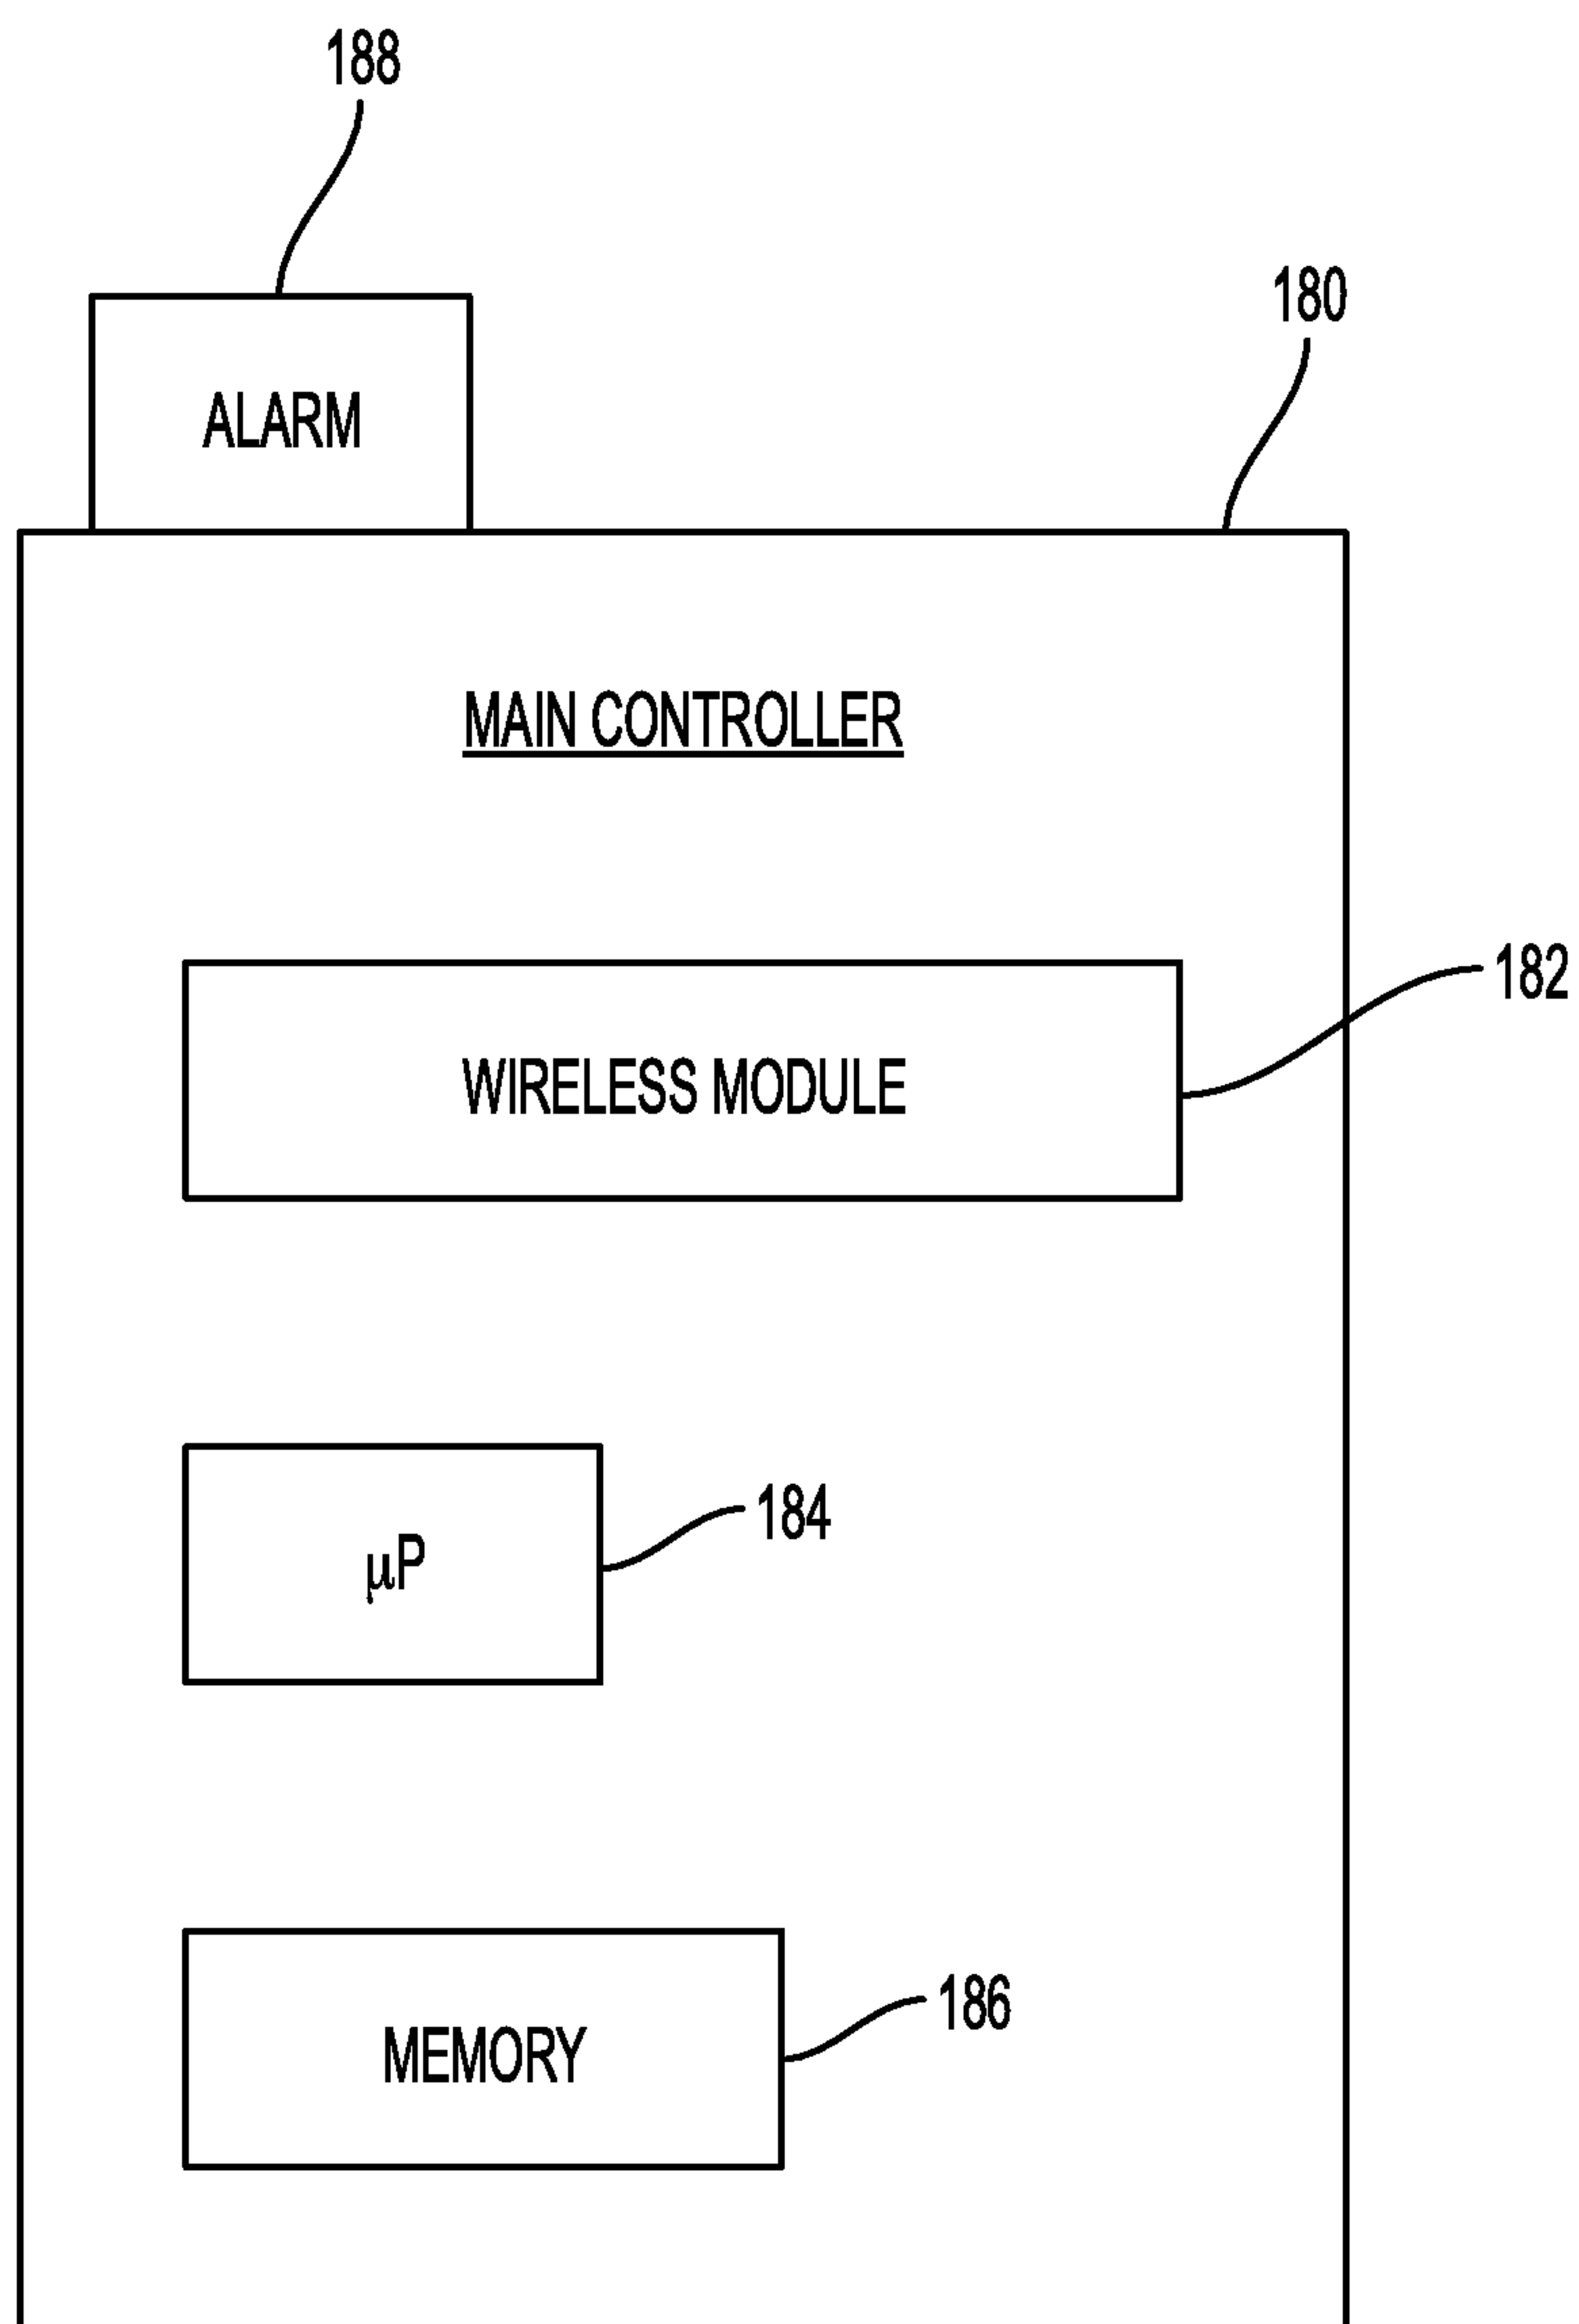 188
180
ALARM
MAIN CONTROLLER
182
WIRELESS MODULE
184
µP
186
MEMORY